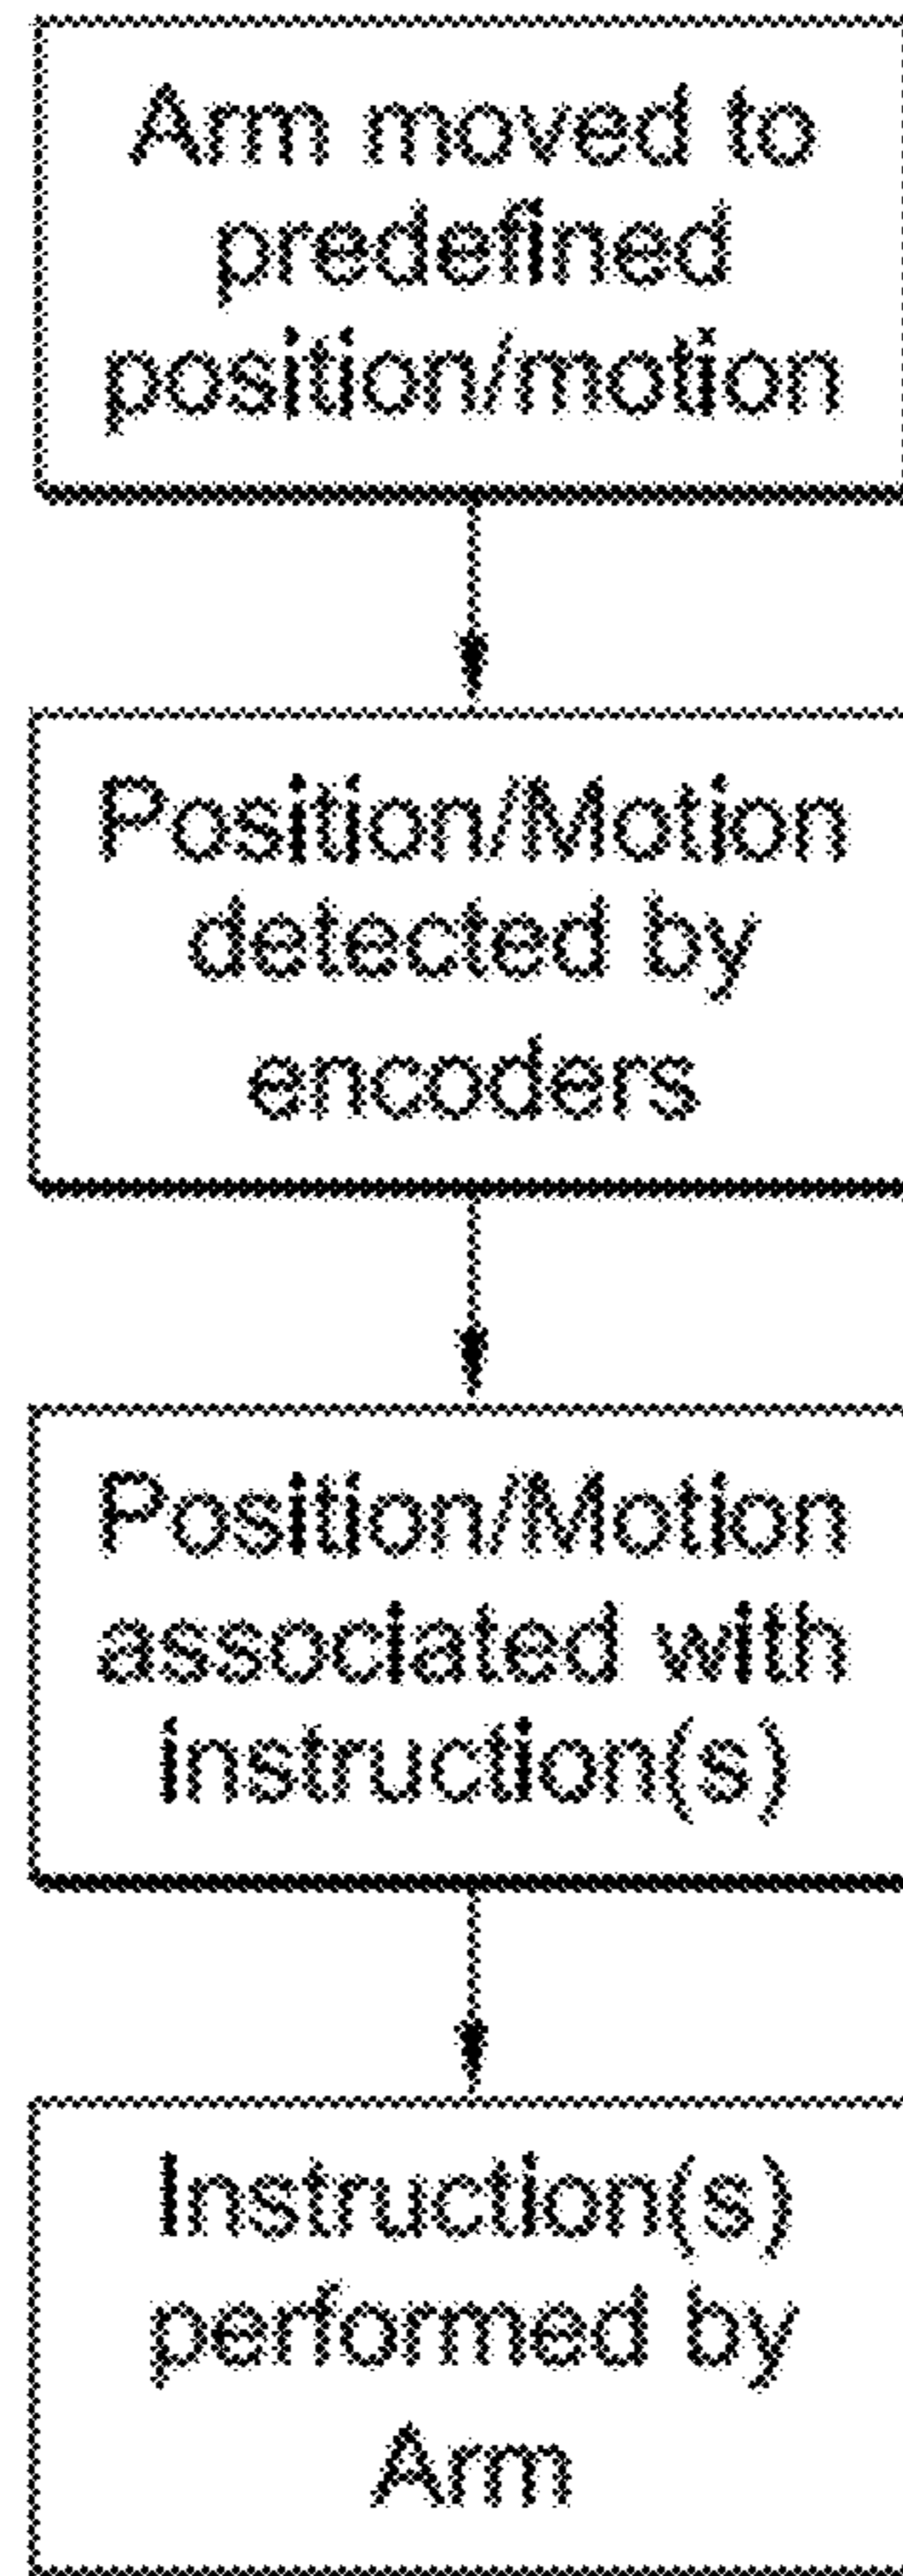 Arm moved to
predefined
position/motion
Position/Motion
detected by
encoders
Position/Motion
associated with
Instruction(s)
Instruction(s)
performed by
Arm